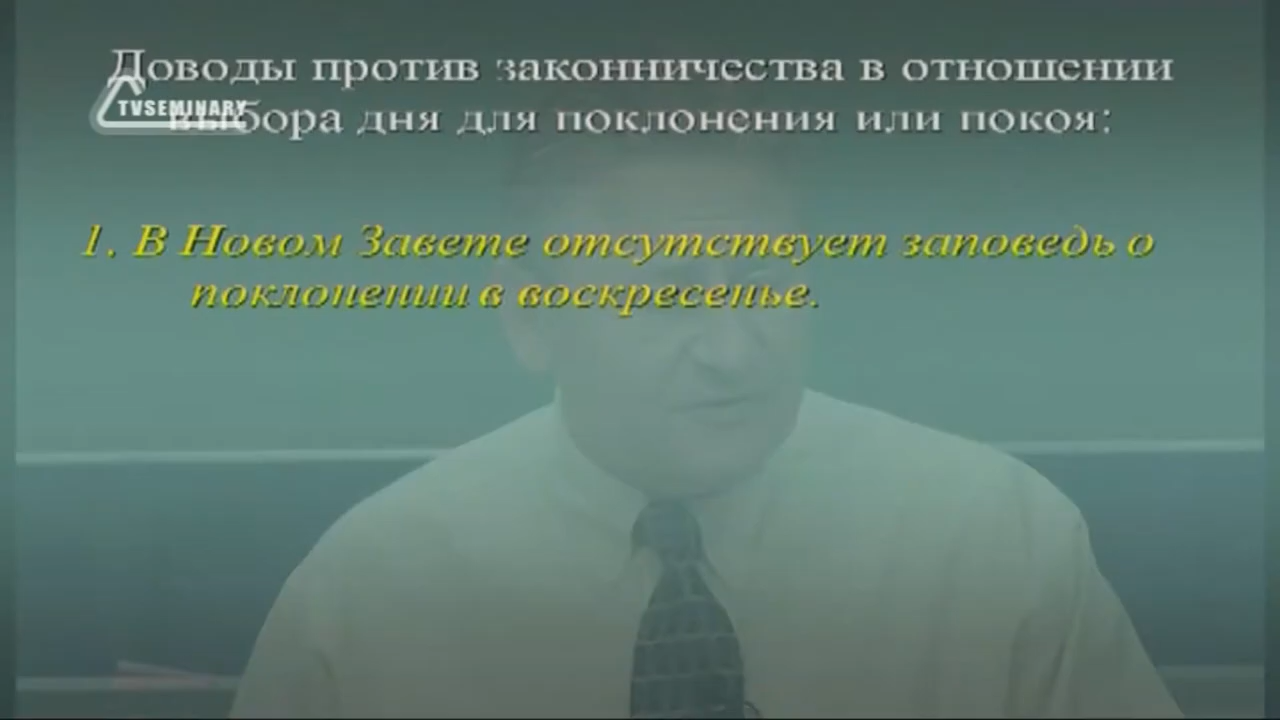 Доводы против законничества в отношении
TVSEMINARY
выбора дня для поклонения или покоя:
1. В Новом Завете отсутствует заповедь о
поклонении в воскресенье.